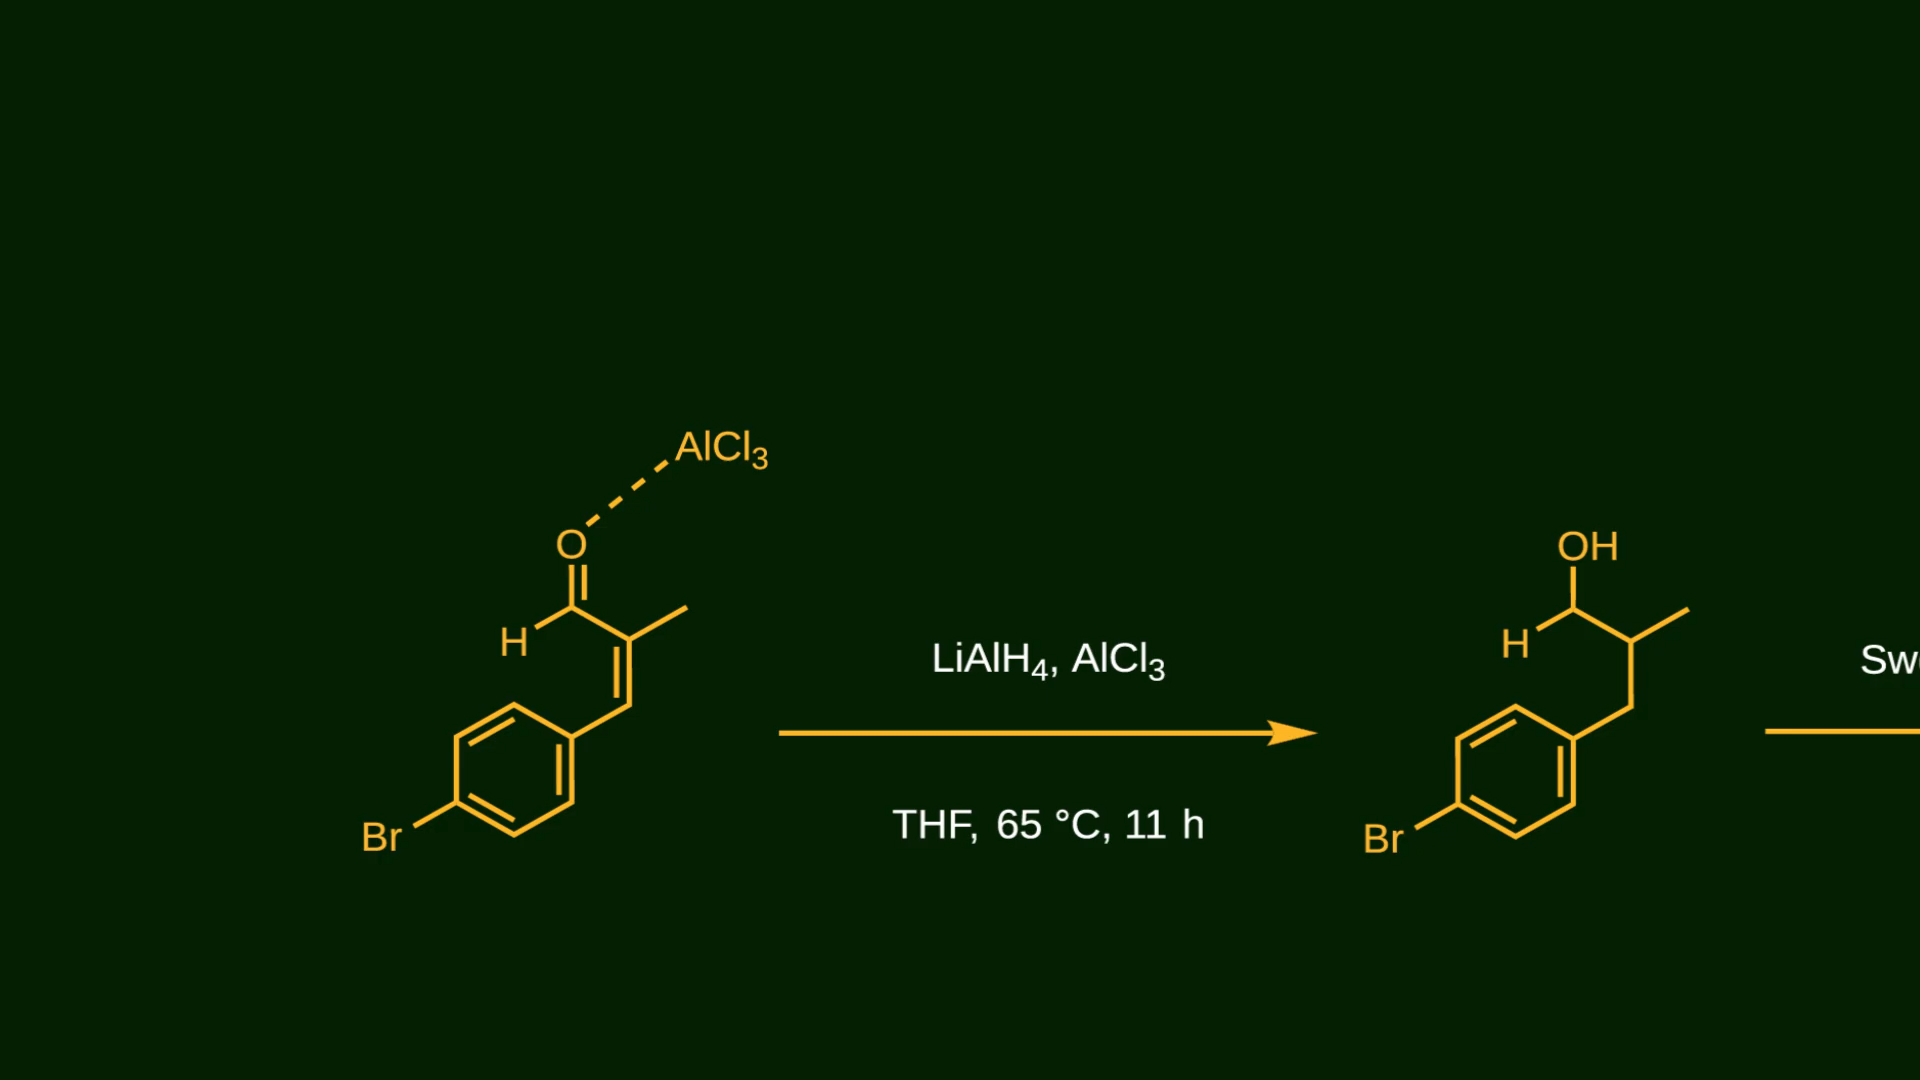 AlCl₃
O
H
Br
LiAlH₄, AlCl₃
THF, 65 °C, 11 h
OH
H
Br